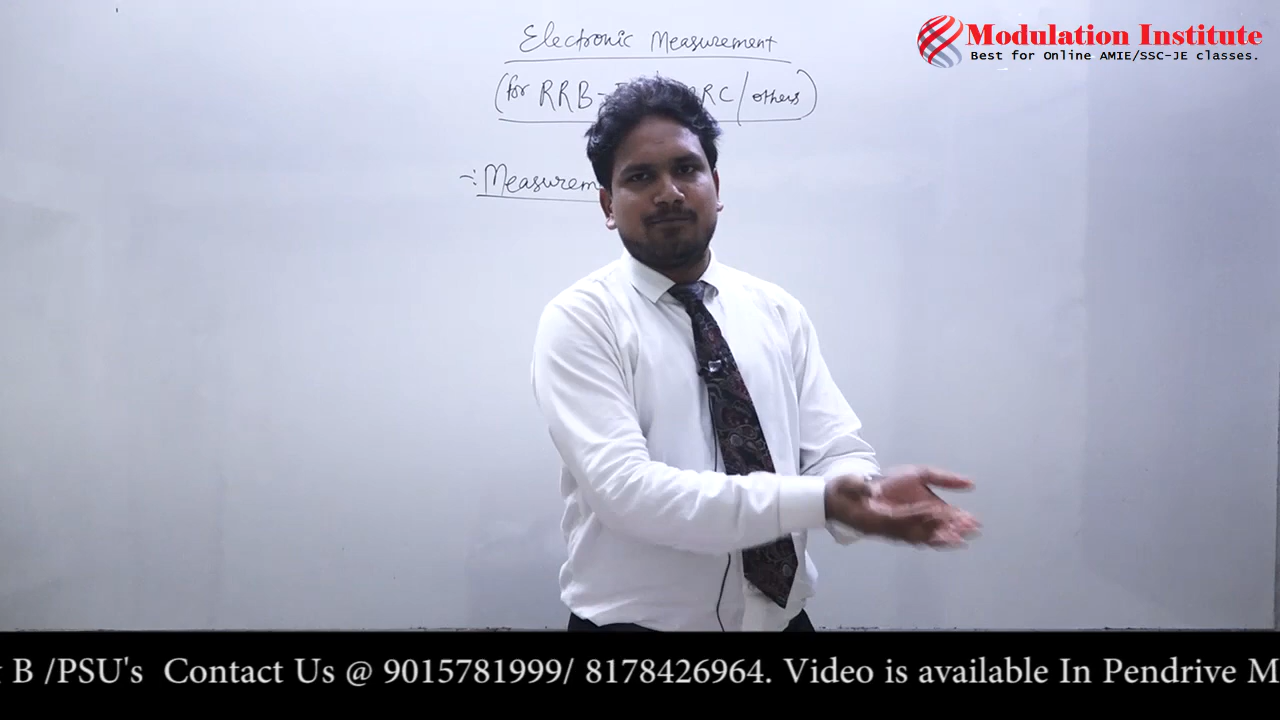 Electronic Measurement
Modulation Institute
Best for Online AMIE/SSC-JE classes.
(for RRB - RC / others)
-: Measurem
B /PSU's Contact Us @ 9015781999/ 8178426964. Video is available In Pendrive M